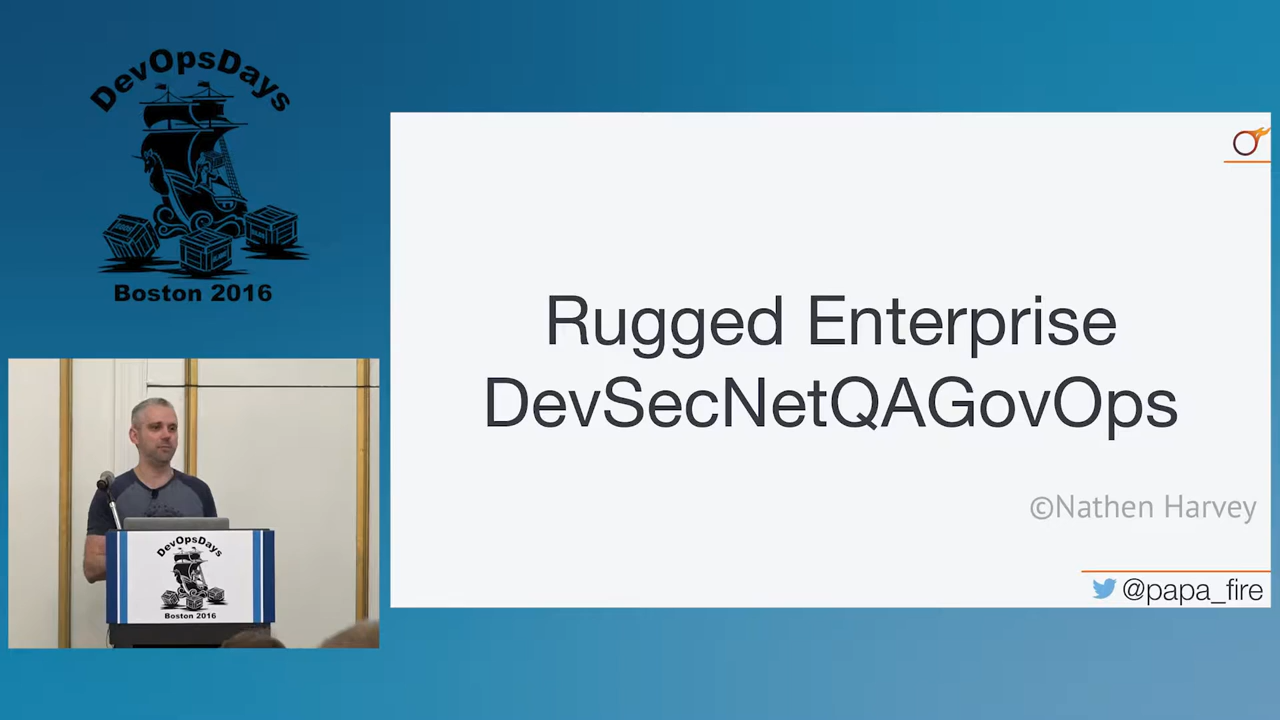 DevOpsDays
Boston 2016
Rugged Enterprise
DevSecNetQAGovOps
©Nathen Harvey
@papa_fire
DevOpsDays
Boston 2016